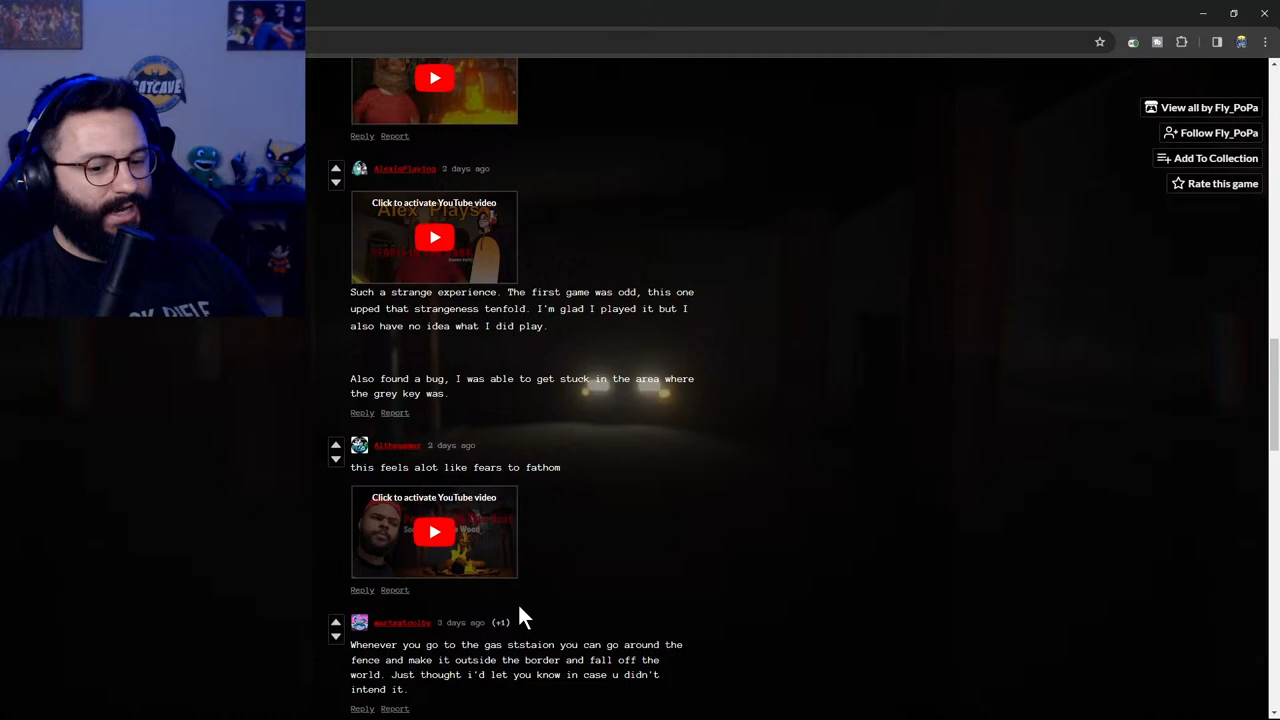 BATCAVE
View all by Fly_PoPa
Follow Fly_PoPa
Add To Collection
Rate this game
Reply Report
AlexIsPlaying 2 days ago
Click to activate YouTube video
Alex Plays
Such a strange experience. The first game was odd, this one
upped that strangeness tenfold. I'm glad I played it but I
also have no idea what I did play.
Also found a bug, I was able to get stuck in the area where
the grey key was.
Reply Report
2 days ago
this feels alot like fears to fathom
Click to activate YouTube video
Reply Report
3 days ago (+1)
Whenever you go to the gas ststaion you can go around the
fence and make it outside the border and fall off the
world. Just thought i'd let you know in case u didn't
intend it.
Reply Report